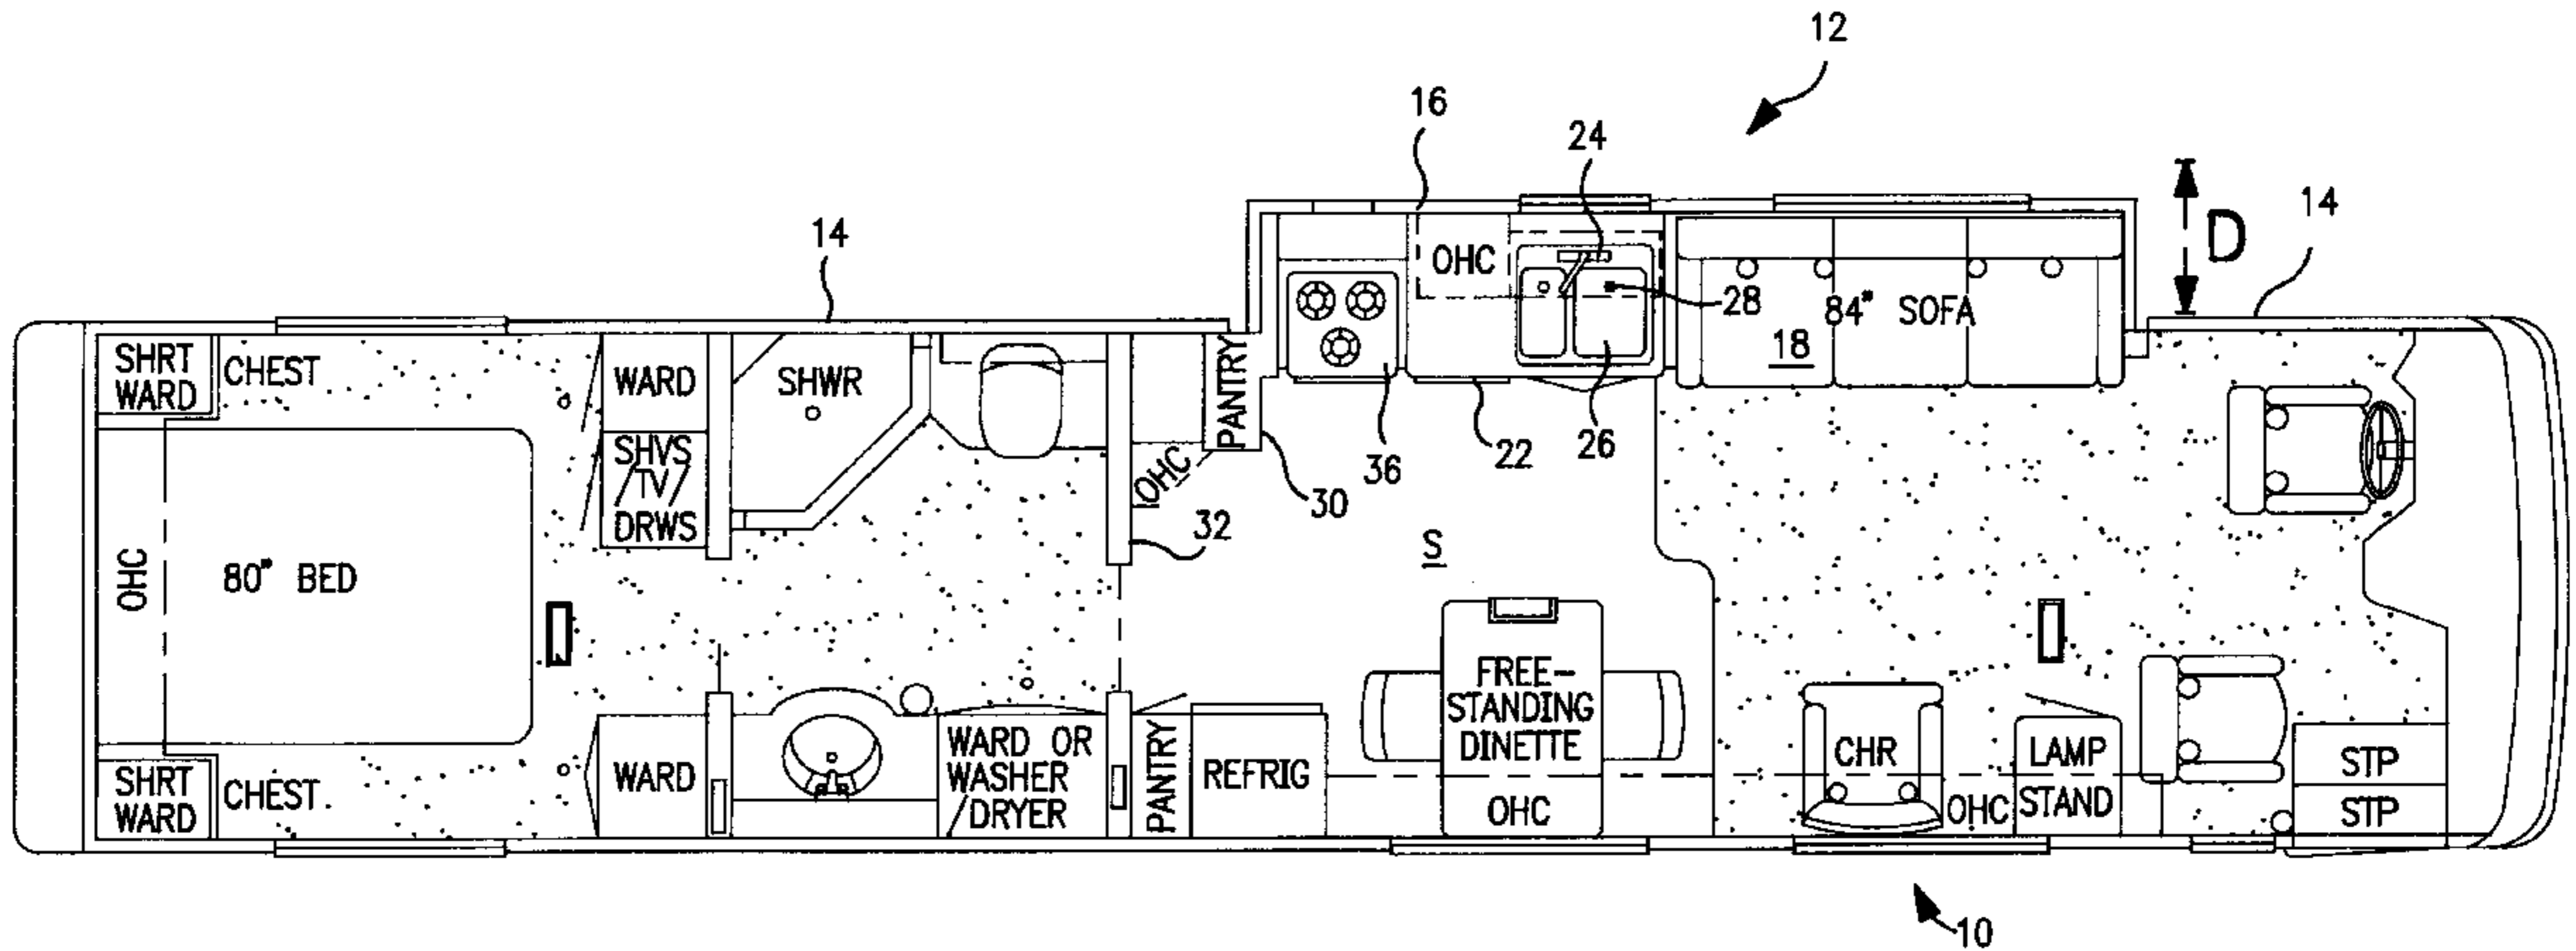 12
16
24
14
D
14
OHC
28
84" SOFA
18
SHRT
WARD
CHEST
WARD
SHWR
PANTRY
SHVS
/TV/
DRWS
OHC
36
22
26
30
32
S
OHC
80" BED
FREE-
STANDING
DINETTE
SHRT
WARD
CHEST
WARD
WARD OR
WASHER
DRYER
PANTRY
REFRIG
OHC
CHR
OHC
LAMP
STAND
STP
STP
10